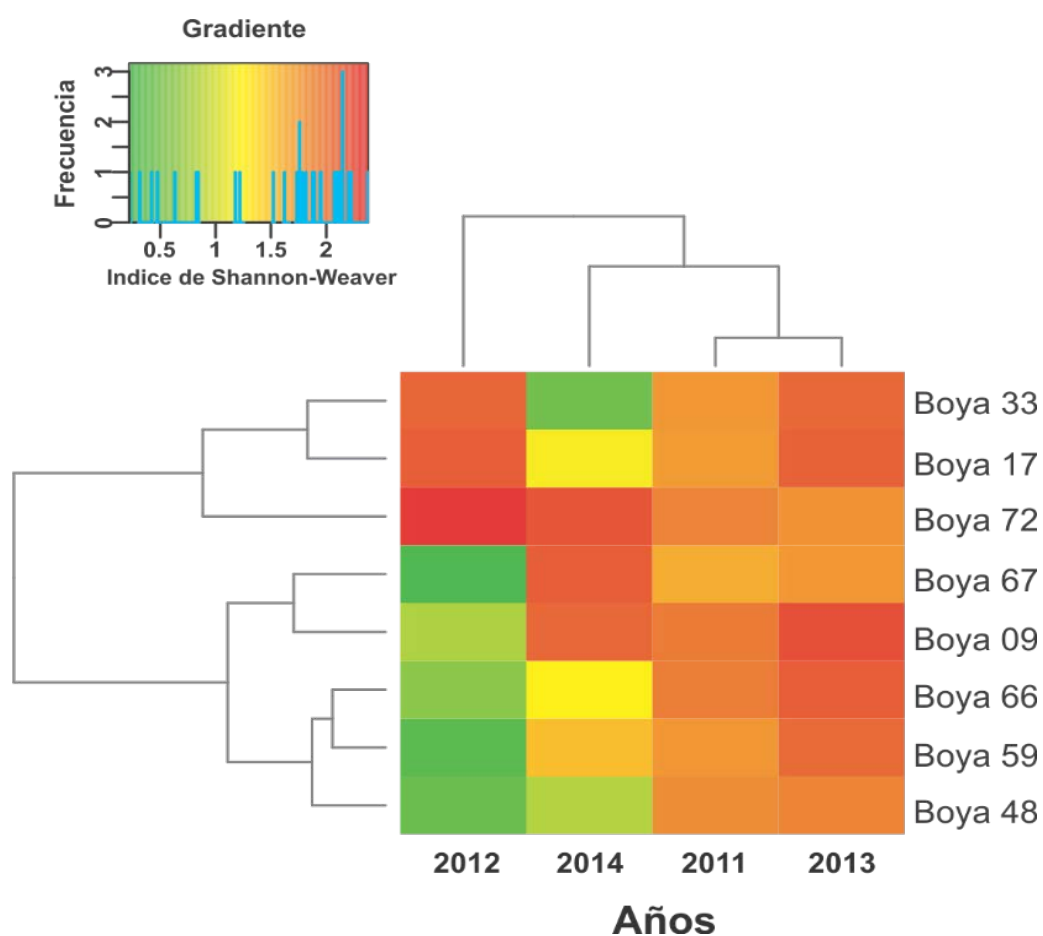 Gradiente
Frecuencia
3
2
1
0
0.5 1 1.5 2
Indice de Shannon-Weaver
Boya 33
Boya 17
Boya 72
Boya 67
Boya 09
Boya 66
Boya 59
Boya 48
2012 2014 2011 2013
Años